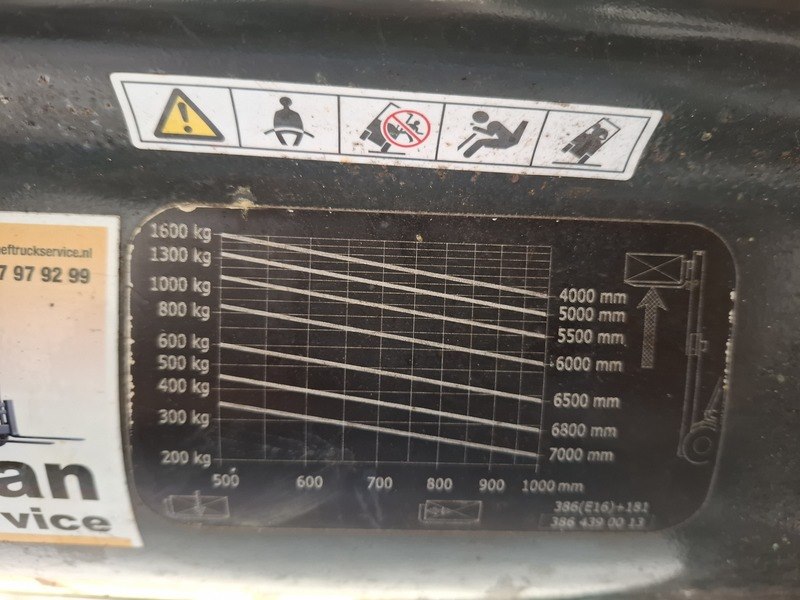 eftruckservice.nl
7 97 92 99
an
vice
1600 kg
1300 kg
1000 kg
800 kg
600 kg
500 kg
400 kg
300 kg
200 kg
4000 mm
5000 mm
5500 mm
6000 mm
6500 mm
6800 mm
7000 mm
500 600 700 800 900 1000 mm
386(E16)+181
386 439 00 13